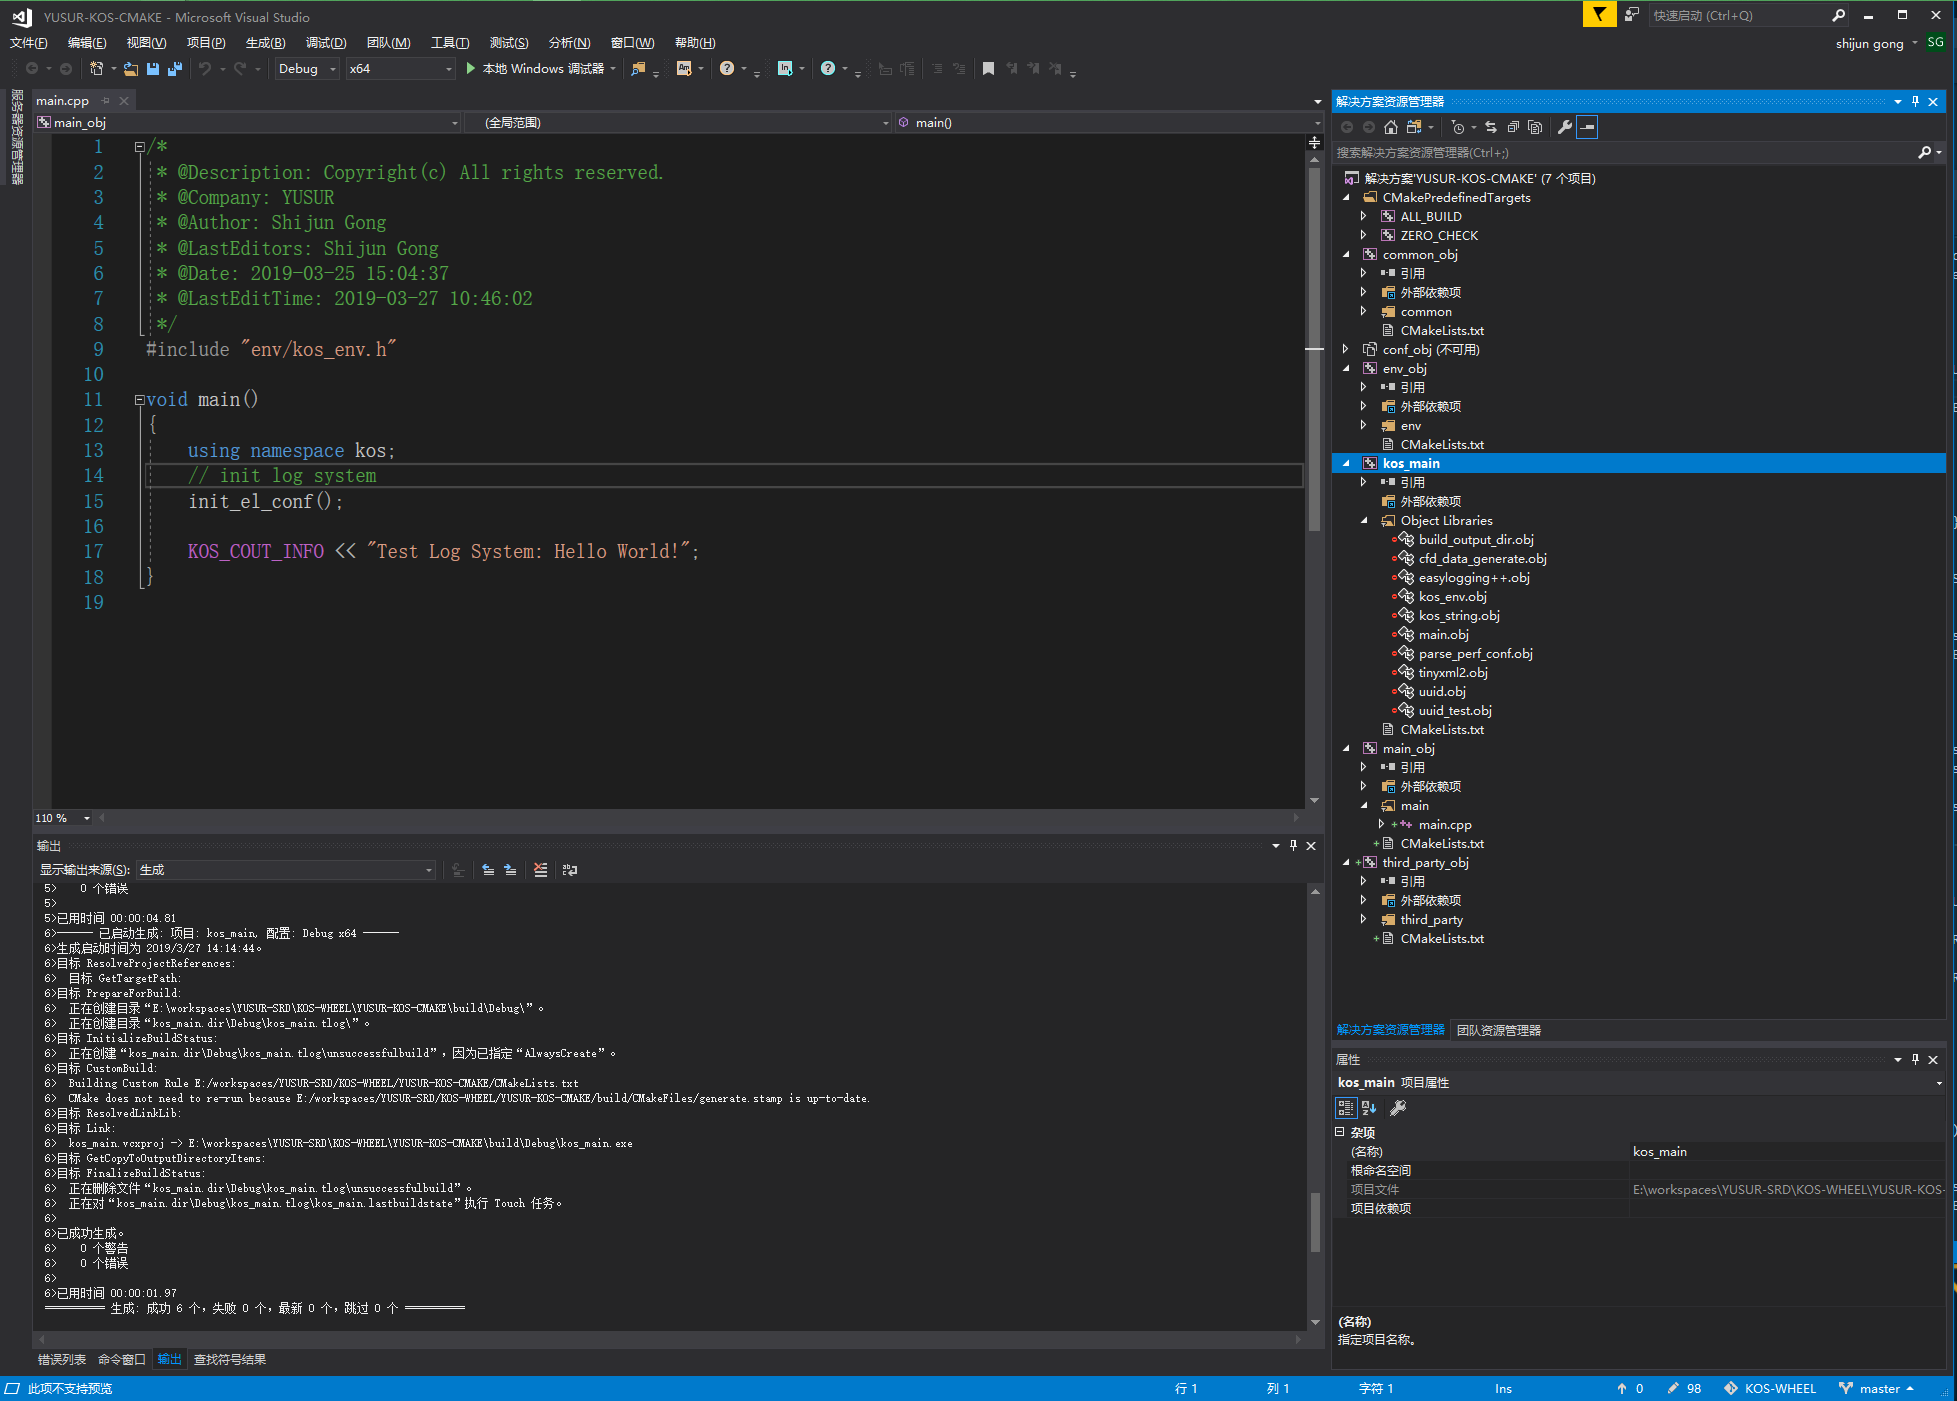 YUSUR-KOS-CMAKE - Microsoft Visual Studio
快速启动 (Ctrl+Q)
文件(F) 编辑(E) 视图(V) 项目(P) 生成(B) 调试(D) 团队(M) 工具(T) 测试(S) 分析(N) 窗口(W) 帮助(H)
shijun gong SG
Debug x64 本地 Windows 调试器
服务器资源管理器
main.cpp
main_obj (全局范围) main()
1 /*
2 * @Description: Copyright(c) All rights reserved.
3 * @Company: YUSUR
4 * @Author: Shijun Gong
5 * @LastEditors: Shijun Gong
6 * @Date: 2019-03-25 15:04:37
7 * @LastEditTime: 2019-03-27 10:46:02
8 */
9 #include "env/kos_env.h"
10
11 void main()
12 {
13 using namespace kos;
14 // init log system
15 init_el_conf();
16
17 KOS_COUT_INFO << "Test Log System: Hello World!";
18 }
19
110 %
输出
显示输出来源(S): 生成
5> 0 个错误
5>
5>已用时间 00:00:04.81
6>------ 已启动生成: 项目: kos_main, 配置: Debug x64 ------
6>生成启动时间为 2019/3/27 14:14:44。
6>目标 ResolveProjectReferences:
6> 目标 GetTargetPath:
6>目标 PrepareForBuild:
6> 正在创建目录“E:\workspaces\YUSUR-SRD\KOS-WHEEL\YUSUR-KOS-CMAKE\build\Debug\”。
6> 正在创建目录“kos_main.dir\Debug\kos_main.tlog\”。
6>目标 InitializeBuildStatus:
6> 正在创建“kos_main.dir\Debug\kos_main.tlog\unsuccessfulbuild”，因为已指定“AlwaysCreate”。
6>目标 CustomBuild:
6> Building Custom Rule E:/workspaces/YUSUR-SRD/KOS-WHEEL/YUSUR-KOS-CMAKE/CMakeLists.txt
6> CMake does not need to re-run because E:/workspaces/YUSUR-SRD/KOS-WHEEL/YUSUR-KOS-CMAKE/build/CMakeFiles/generate.stamp is up-to-date.
6>目标 ResolvedLinkLib:
6>目标 Link:
6> kos_main.vcxproj -> E:\workspaces\YUSUR-SRD\KOS-WHEEL\YUSUR-KOS-CMAKE\build\Debug\kos_main.exe
6>目标 GetCopyToOutputDirectoryItems:
6>目标 FinalizeBuildStatus:
6> 正在删除文件“kos_main.dir\Debug\kos_main.tlog\unsuccessfulbuild”。
6> 正在对“kos_main.dir\Debug\kos_main.tlog\kos_main.lastbuildstate”执行 Touch 任务。
6>
6>已成功生成。
6> 0 个警告
6> 0 个错误
6>
6>已用时间 00:00:01.97
========== 生成: 成功 6 个，失败 0 个，最新 0 个，跳过 0 个 ==========
错误列表 命令窗口 输出 查找符号结果
解决方案资源管理器
搜索解决方案资源管理器(Ctrl+;)
解决方案'YUSUR-KOS-CMAKE' (7 个项目)
CMakePredefinedTargets
ALL_BUILD
ZERO_CHECK
common_obj
引用
外部依赖项
common
CMakeLists.txt
conf_obj (不可用)
env_obj
引用
外部依赖项
env
CMakeLists.txt
kos_main
引用
外部依赖项
Object Libraries
build_output_dir.obj
cfd_data_generate.obj
easylogging++.obj
kos_env.obj
kos_string.obj
main.obj
parse_perf_conf.obj
tinyxml2.obj
uuid.obj
uuid_test.obj
CMakeLists.txt
main_obj
引用
外部依赖项
main
main.cpp
CMakeLists.txt
third_party_obj
引用
外部依赖项
third_party
CMakeLists.txt
解决方案资源管理器 团队资源管理器
属性
kos_main 项目属性
杂项
(名称) kos_main
根命名空间
项目文件 E:\workspaces\YUSUR-SRD\KOS-WHEEL\YUSUR-KOS-
项目依赖项
(名称)
指定项目名称。
此项不支持预览 行 1 列 1 字符 1 Ins 0 98 KOS-WHEEL master